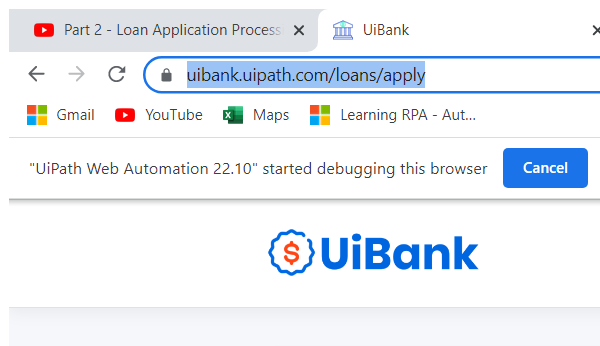 Part 2 - Loan Application Process
UiBank
uibank.uipath.com/loans/apply
Gmail YouTube Maps Learning RPA - Aut...
"UiPath Web Automation 22.10" started debugging this browser Cancel
$ UiBank